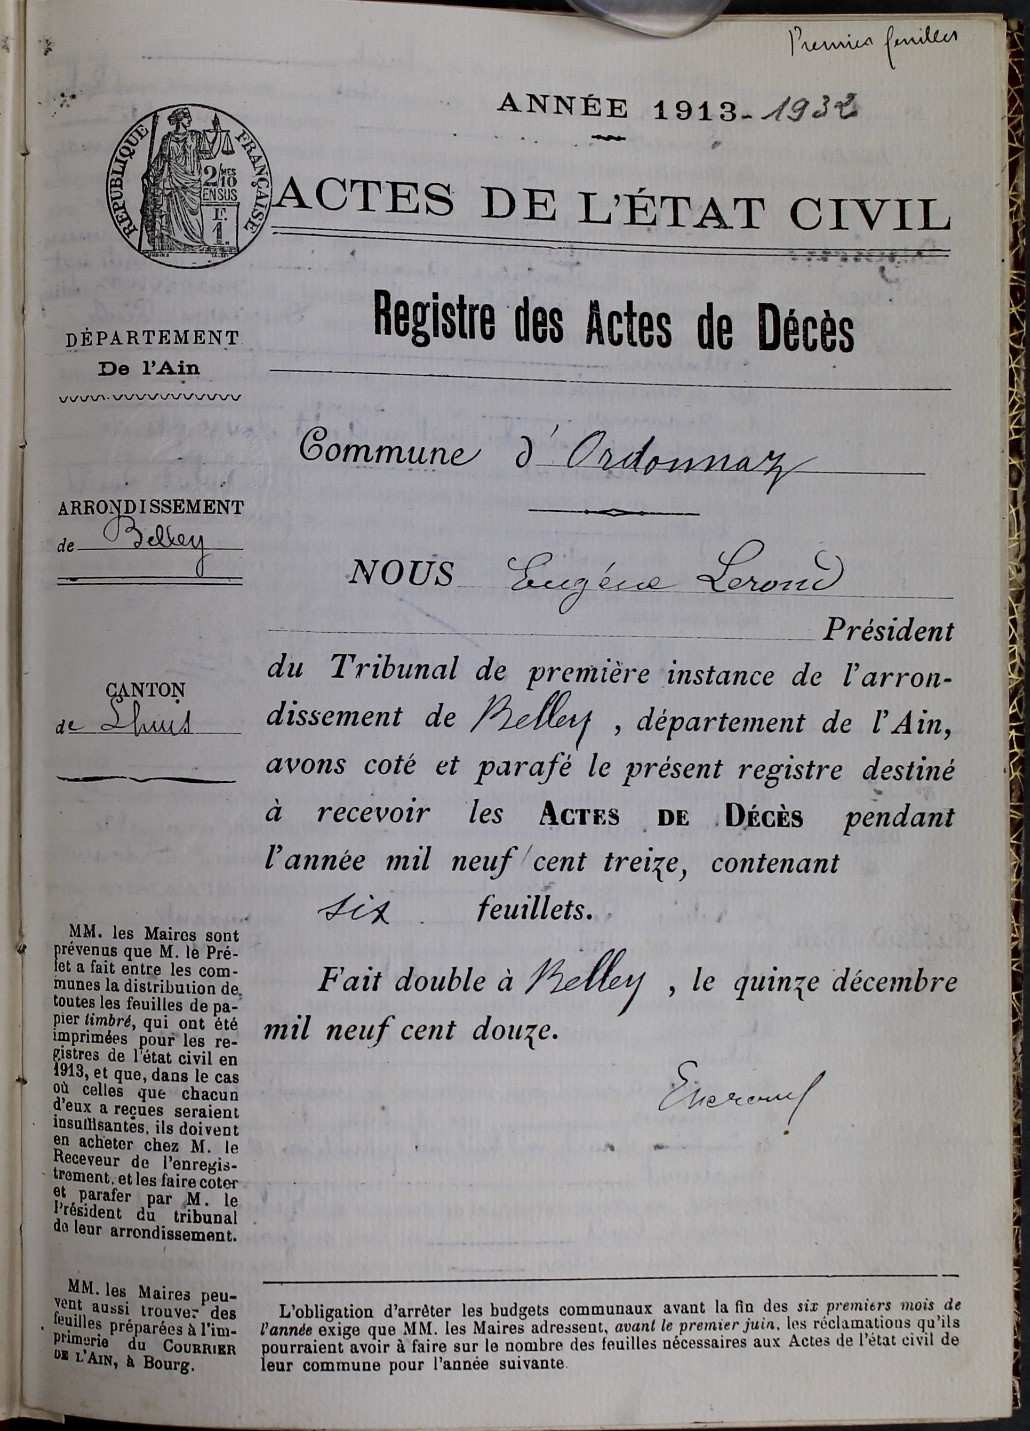 Premier feuillet
ANNÉE 1913-1932
RÉPUBLIQUE FRANÇAISE
2/10 MES
EN SUS
F.
1.
ACTES DE L'ÉTAT CIVIL
Registre des Actes de Décès
DÉPARTEMENT
De l'Ain
Commune d'Ordonnaz
ARRONDISSEMENT
de Belley
NOUS Eugène
Président
du Tribunal de première instance de l'arron-
dissement de Belley, département de l'Ain,
avons coté et parafé le présent registre destiné
à recevoir les ACTES DE DÉCÈS pendant
l'année mil neuf cent treize, contenant
six feuillets.
Fait double à Belley, le quinze décembre
mil neuf cent douze.
CANTON
de Lhuis
MM. les Maires sont
prévenus que M. le Pré-
fet a fait entre les com-
munes la distribution de
toutes les feuilles de pa-
pier timbré, qui ont été
imprimées pour les re-
gistres de l'état civil en
1913, et que, dans le cas
où celles que chacun
d'eux a reçues seraient
insuffisantes, ils doivent
en acheter chez M. le
Receveur de l'enregis-
trement, et les faire coter
et parafer par M. le
Président du tribunal
de leur arrondissement.
MM. les Maires peu-
vent aussi trouver des
feuilles préparées à l'im-
primerie du COURRIER
DE L'AIN, à Bourg.
L'obligation d'arrêter les budgets communaux avant la fin des six premiers mois de
l'année exige que MM. les Maires adressent, avant le premier juin, les réclamations qu'ils
pourraient avoir à faire sur le nombre des feuilles nécessaires aux Actes de l'état civil de
leur commune pour l'année suivante.